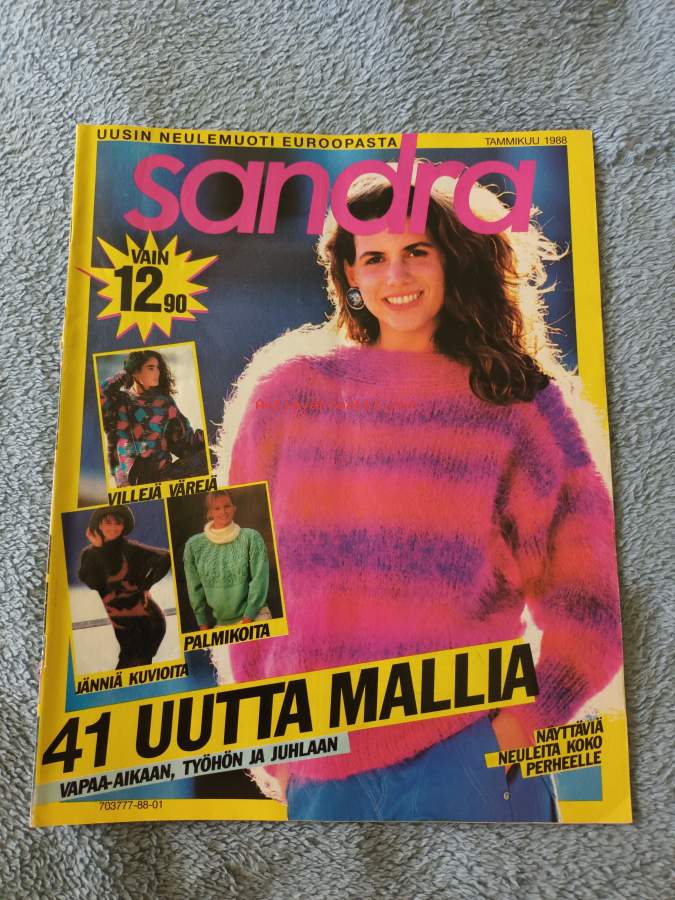 UUSIN NEULEMUOTI EUROOPASTA
TAMMIKUU 1988
sandra
VAIN
12 90
VILLEJÄ VÄREJÄ
JÄNNIÄ KUVIOITA
PALMIKOITA
41 UUTTA MALLIA
VAPAA-AIKAAN, TYÖHÖN JA JUHLAAN
NÄYTTÄVIÄ
NEULEITA KOKO
PERHEELLE
703777-88-01